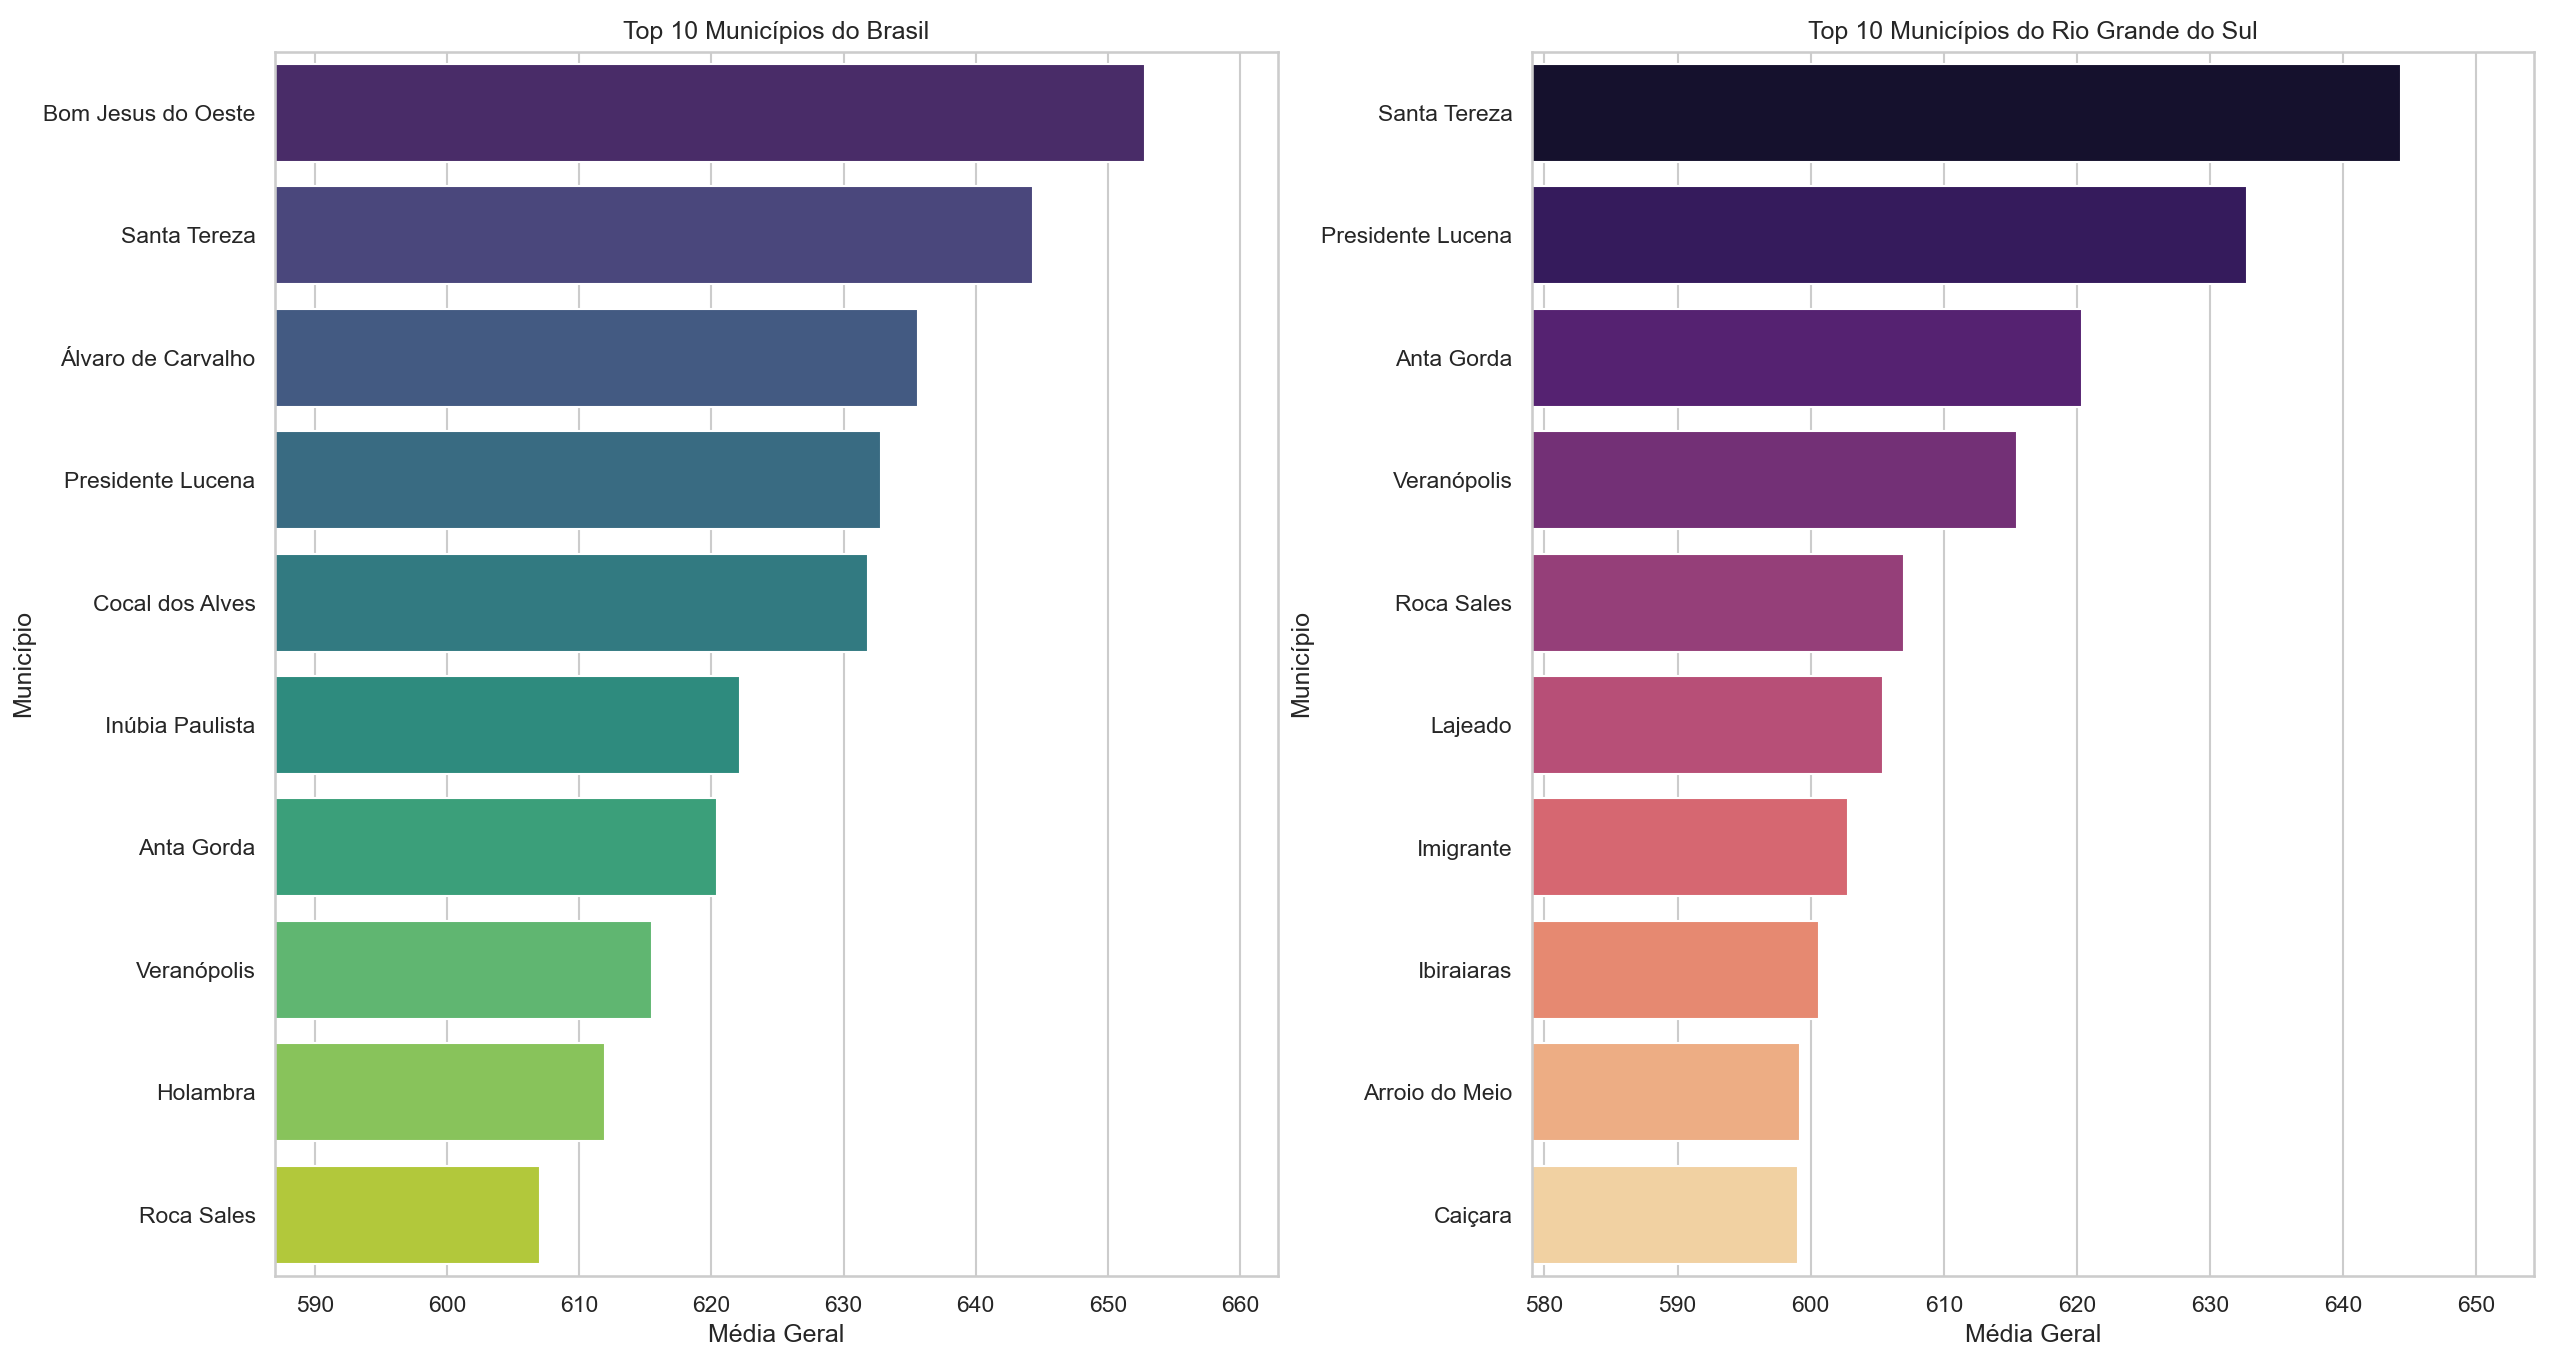 Top 10 Municípios do Brasil
Município
Bom Jesus do Oeste
Santa Tereza
Álvaro de Carvalho
Presidente Lucena
Cocal dos Alves
Inúbia Paulista
Anta Gorda
Veranópolis
Holambra
Roca Sales
590 600 610 620 630 640 650 660
Média Geral
Top 10 Municípios do Rio Grande do Sul
Município
Santa Tereza
Presidente Lucena
Anta Gorda
Veranópolis
Roca Sales
Lajeado
Imigrante
Ibiraiaras
Arroio do Meio
Caiçara
580 590 600 610 620 630 640 650
Média Geral